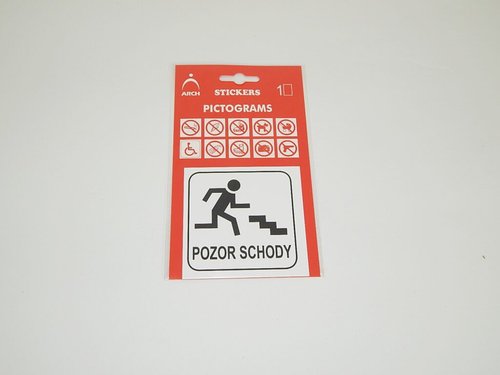 ARCH
STICKERS
1
PICTOGRAMS
POZOR SCHODY